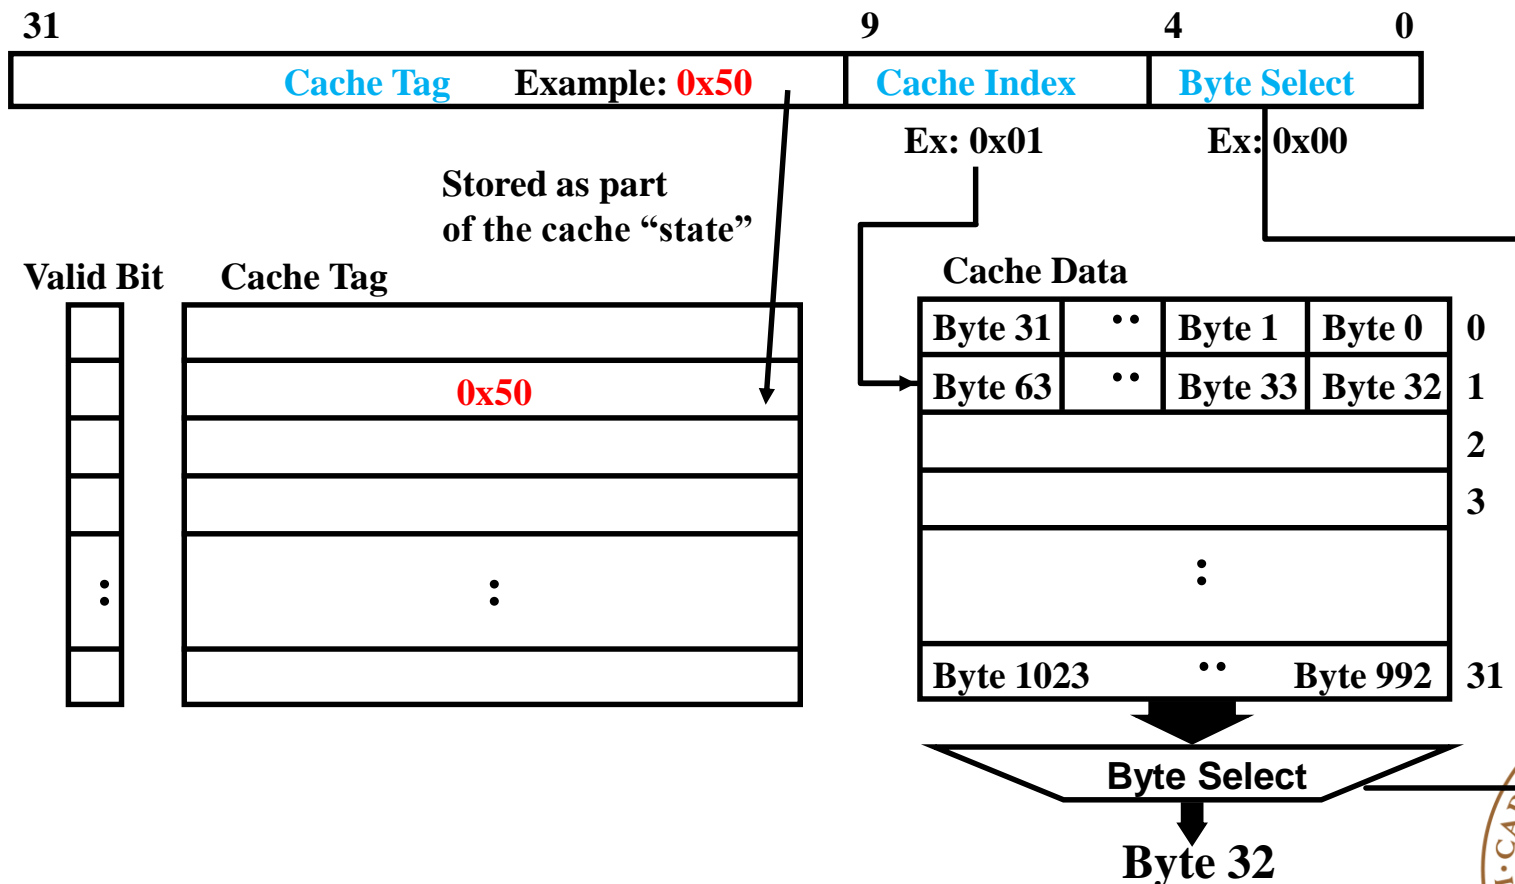 31 9 4 0
Cache Tag Example: 0x50 Cache Index Byte Select
Ex: 0x01 Ex: 0x00
Stored as part
of the cache “state”
Valid Bit Cache Tag Cache Data
Byte 31 •• Byte 1 Byte 0 0
0x50 Byte 63 •• Byte 33 Byte 32 1
2
3
: : :
Byte 1023 •• Byte 992 31
Byte Select
Byte 32